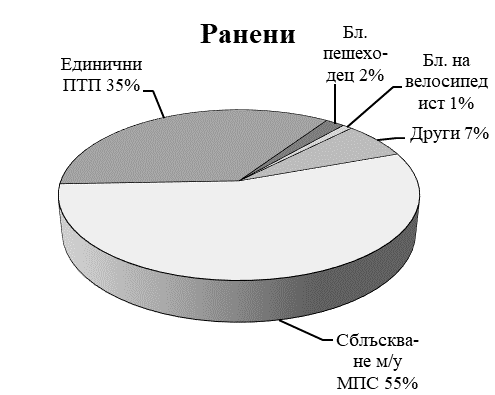 Ранени
Единични
ПТП 35%
Бл.
пешехо-
дец 2%
Бл. на
велосипед
ист 1%
Други 7%
Сблъсква-
не м/у
МПС 55%